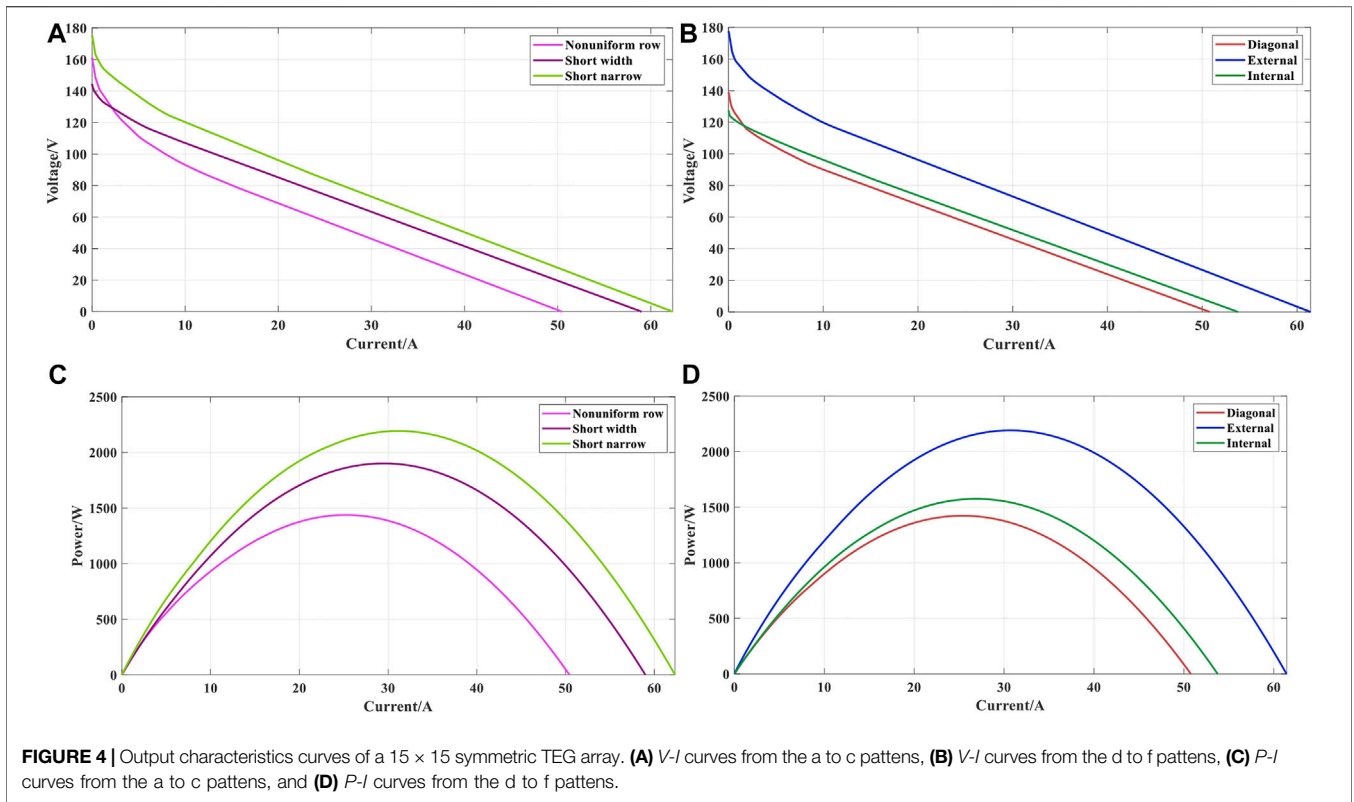 A
180
160
140
120
100
80
60
40
20
0
Voltage/V
0 10 20 30 40 50 60
Current/A
Nonuniform row
Short width
Short narrow
B
180
160
140
120
100
80
60
40
20
0
Voltage/V
0 10 20 30 40 50 60
Current/A
Diagonal
External
Internal
C
2500
2000
1500
1000
500
0
Power/W
0 10 20 30 40 50 60
Current/A
Nonuniform row
Short width
Short narrow
D
2500
2000
1500
1000
500
0
Power/W
0 10 20 30 40 50 60
Current/A
Diagonal
External
Internal
FIGURE 4 | Output characteristics curves of a 15 × 15 symmetric TEG array. (A) V-I curves from the a to c pattens, (B) V-I curves from the d to f pattens, (C) P-I
curves from the a to c pattens, and (D) P-I curves from the d to f pattens.